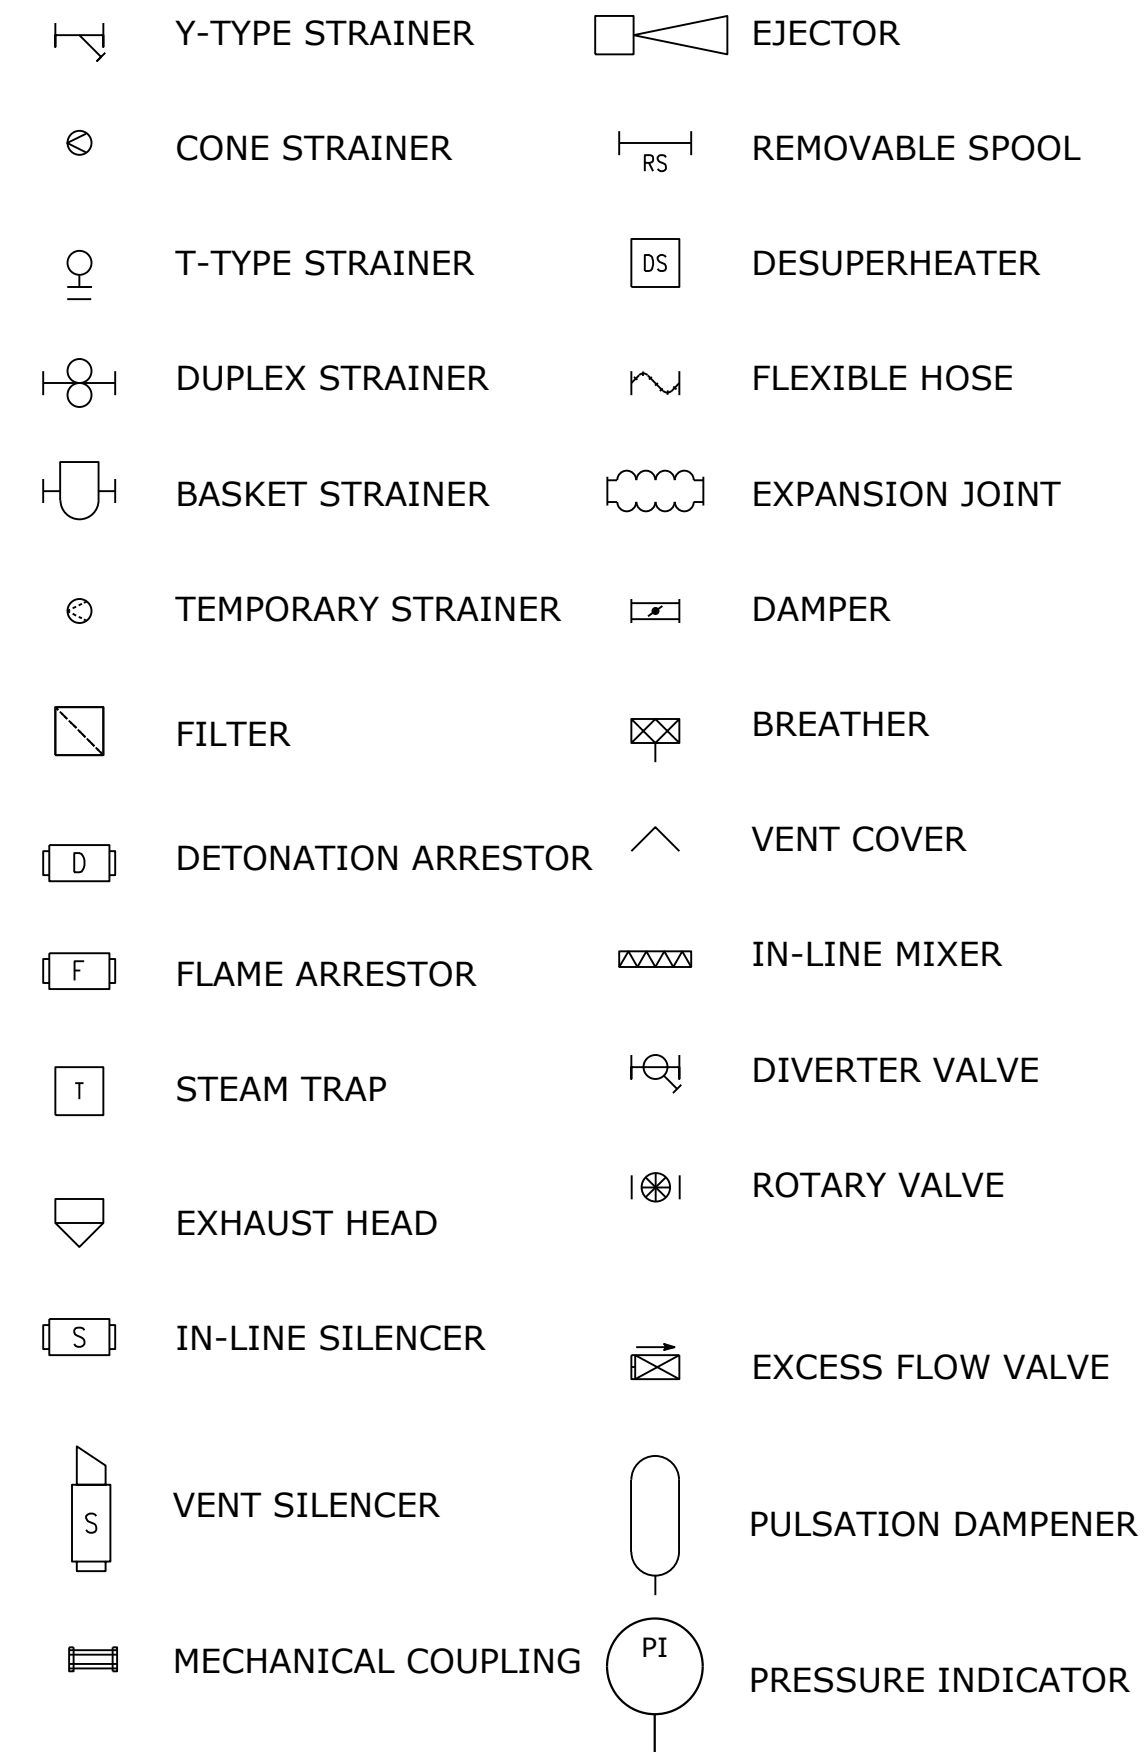 Y-TYPE STRAINER
EJECTOR
CONE STRAINER
RS
REMOVABLE SPOOL
T-TYPE STRAINER
DS
DESUPERHEATER
DUPLEX STRAINER
FLEXIBLE HOSE
BASKET STRAINER
EXPANSION JOINT
TEMPORARY STRAINER
DAMPER
FILTER
BREATHER
D
DETONATION ARRESTOR
VENT COVER
F
FLAME ARRESTOR
IN-LINE MIXER
T
STEAM TRAP
DIVERTER VALVE
EXHAUST HEAD
ROTARY VALVE
S
IN-LINE SILENCER
EXCESS FLOW VALVE
S
VENT SILENCER
PULSATION DAMPENER
MECHANICAL COUPLING
PI
PRESSURE INDICATOR